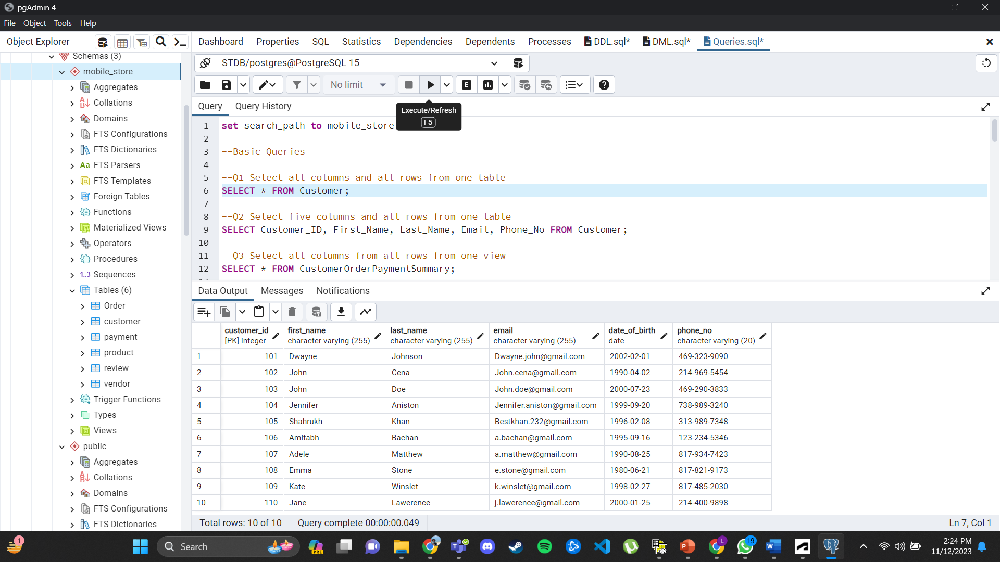 pgAdmin 4
File Object Tools Help
Object Explorer
Dashboard Properties SQL Statistics Dependencies Dependents Processes DDL.sql* DML.sql* Queries.sql*
Schemas (3)
mobile_store
Aggregates
Collations
Domains
FTS Configurations
FTS Dictionaries
Aa FTS Parsers
FTS Templates
Foreign Tables
Functions
Materialized Views
Operators
Procedures
1..3 Sequences
Tables (6)
Order
customer
payment
product
review
vendor
Trigger Functions
Types
Views
public
Aggregates
Collations
Domains
FTS Configurations
FTS Dictionaries
STDB/postgres@PostgreSQL 15
No limit
E
Query Query History
Execute/Refresh
F5
1 set search_path to mobile_store
2
3 --Basic Queries
4
5 --Q1 Select all columns and all rows from one table
6 SELECT * FROM Customer;
7
8 --Q2 Select five columns and all rows from one table
9 SELECT Customer_ID, First_Name, Last_Name, Email, Phone_No FROM Customer;
10
11 --Q3 Select all columns from all rows from one view
12 SELECT * FROM CustomerOrderPaymentSummary;
Data Output Messages Notifications
customer_id first_name last_name email date_of_birth phone_no
[PK] integer character varying (255) character varying (255) character varying (255) date character varying (20)
1 101 Dwayne Johnson Dwayne.john@gmail.com 2002-02-01 469-323-9090
2 102 John Cena John.cena@gmail.com 1990-04-02 214-969-5454
3 103 John Doe John.doe@gmail.com 2000-07-23 469-290-3833
4 104 Jennifer Aniston Jennifer.aniston@gmail.com 1999-09-20 738-989-3240
5 105 Shahrukh Khan Bestkhan.232@gmail.com 1996-02-08 313-989-7348
6 106 Amitabh Bachan a.bachan@gmail.com 1995-09-16 123-234-5346
7 107 Adele Matthew a.matthew@gmail.com 1990-08-25 817-934-7423
8 108 Emma Stone e.stone@gmail.com 1980-06-21 817-821-9173
9 109 Kate Winslet k.winslet@gmail.com 1998-02-27 817-485-2030
10 110 Jane Lawerence j.lawerence@gmail.com 2000-01-25 214-400-9898
Total rows: 10 of 10 Query complete 00:00:00.049 Ln 7, Col 1
1
Search
PRE
L
19
2:24 PM
11/12/2023